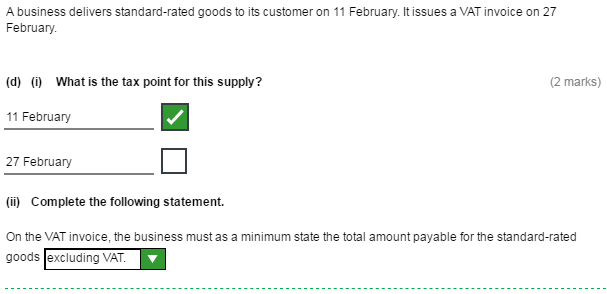 A business delivers standard-rated goods to its customer on 11 February. It issues a VAT invoice on 27
February.
(d) (i) What is the tax point for this supply? (2 marks)
11 February
27 February
(ii) Complete the following statement.
On the VAT invoice, the business must as a minimum state the total amount payable for the standard-rated
goods excluding VAT.